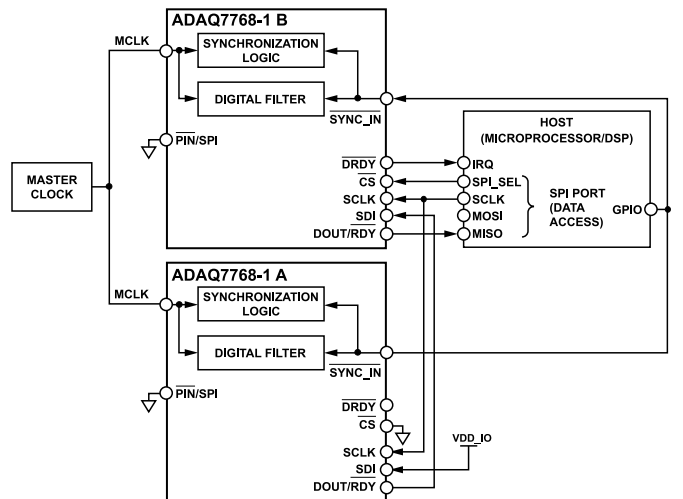 ADAQ7768-1 B
MCLK
SYNCHRONIZATION
LOGIC
DIGITAL FILTER
SYNC_IN
PIN/SPI
DRDY
CS
SCLK
SDI
DOUT/RDY
MASTER
CLOCK
HOST
(MICROPROCESSOR/DSP)
IRQ
SPI_SEL
SCLK
MOSI
MISO
SPI PORT
(DATA
ACCESS)
GPIO
ADAQ7768-1 A
MCLK
SYNCHRONIZATION
LOGIC
DIGITAL FILTER
SYNC_IN
PIN/SPI
DRDY
CS
SCLK
SDI
DOUT/RDY
VDD_IO